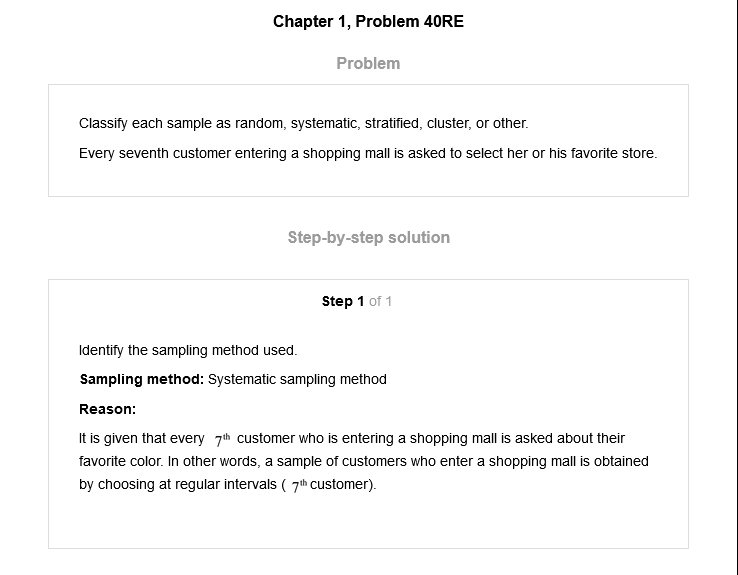 Chapter 1, Problem 40RE
Problem
Classify each sample as random, systematic, stratified, cluster, or other.
Every seventh customer entering a shopping mall is asked to select her or his favorite store.
Step-by-step solution
Step 1 of 1
Identify the sampling method used.
Sampling method: Systematic sampling method
Reason:
It is given that every 7th customer who is entering a shopping mall is asked about their
favorite color. In other words, a sample of customers who enter a shopping mall is obtained
by choosing at regular intervals ( 7th customer).